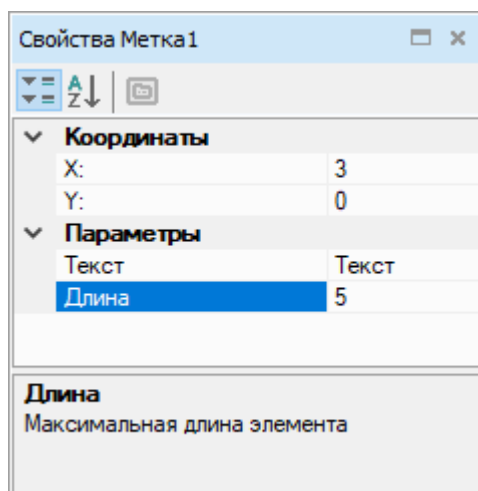 Свойства Метка1
A
Z
Координаты
X: 3
Y: 0
Параметры
Текст Текст
Длина 5
Длина
Максимальная длина элемента